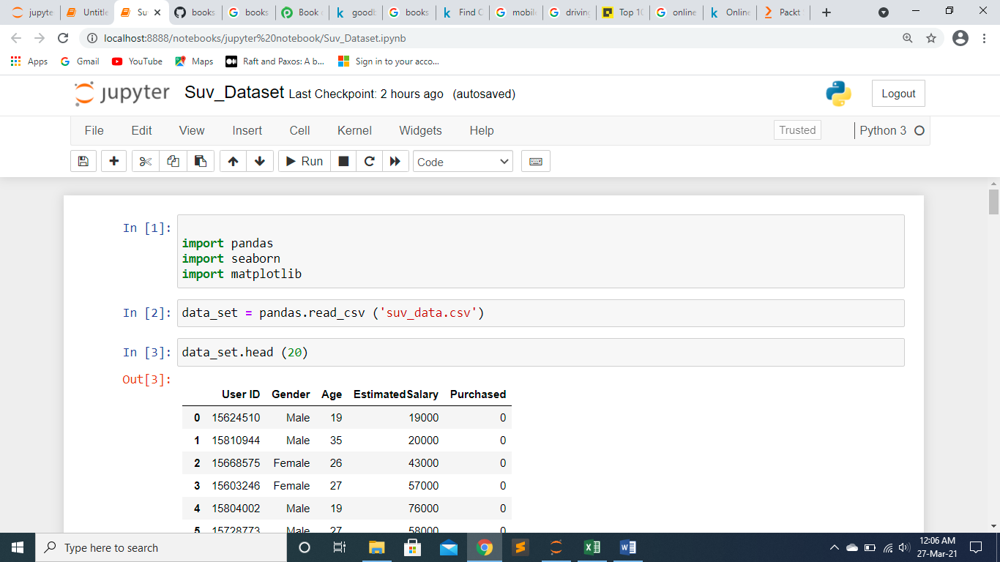 jupyte
Untitle
Su
books
books
Book o
k goodb
books
k Find C
mobile
driving
Top 10
online
k Online
Packt
localhost:8888/notebooks/jupyter%20notebook/Suv_Dataset.ipynb
Apps
Gmail
YouTube
Maps
Raft and Paxos: A b...
Sign in to your acco...
jupyter Suv_Dataset Last Checkpoint: 2 hours ago (autosaved)
Logout
File Edit View Insert Cell Kernel Widgets Help
Trusted
Python 3
Run
Code
In [1]:
import pandas
import seaborn
import matplotlib
In [2]: data_set = pandas.read_csv ('suv_data.csv')
In [3]: data_set.head (20)
Out[3]:
User ID Gender Age EstimatedSalary Purchased
0 15624510 Male 19 19000 0
1 15810944 Male 35 20000 0
2 15668575 Female 26 43000 0
3 15603246 Female 27 57000 0
4 15804002 Male 19 76000 0
5 15728773 Male 27 58000 0
Type here to search
12:06 AM
27-Mar-21